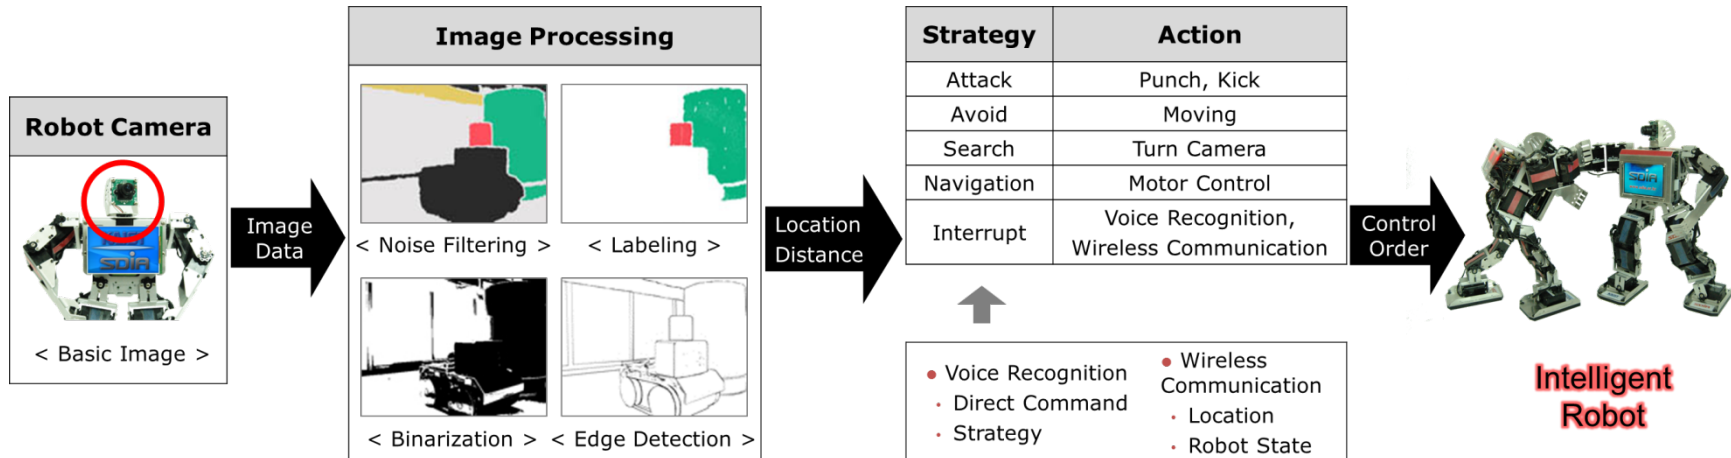 Robot Camera
SDIA
< Basic Image >
Image
Data
Image Processing
< Noise Filtering >
< Labeling >
< Binarization >
< Edge Detection >
Location
Distance
Strategy
Action
Attack
Punch, Kick
Avoid
Moving
Search
Turn Camera
Navigation
Motor Control
Interrupt
Voice Recognition,
Wireless Communication
• Voice Recognition
• Direct Command
• Strategy
• Wireless
Communication
• Location
• Robot State
Control
Order
SDIA
Intelligent
Robot